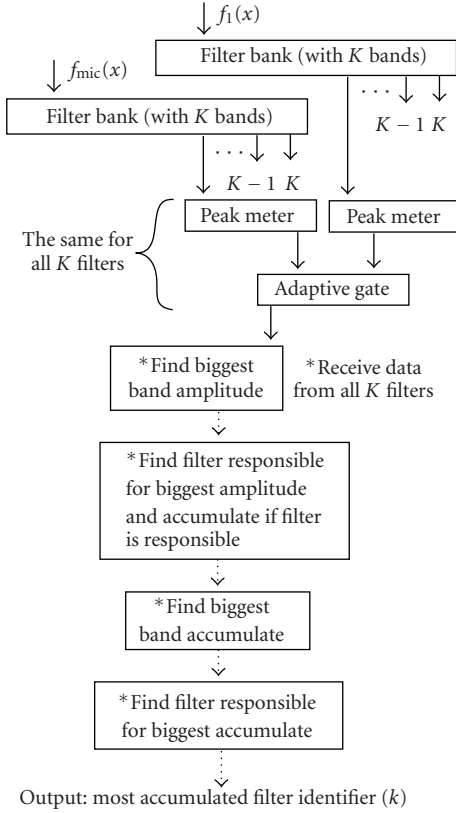 f₁(x)
Filter bank (with K bands)
f_mic(x)
Filter bank (with K bands)
· · ·
K − 1 K
· · ·
K − 1 K
Peak meter
Peak meter
The same for
all K filters
Adaptive gate
*Find biggest
band amplitude
*Receive data
from all K filters
*Find filter responsible
for biggest amplitude
and accumulate if filter
is responsible
*Find biggest
band accumulate
*Find filter responsible
for biggest accumulate
Output: most accumulated filter identifier (k)